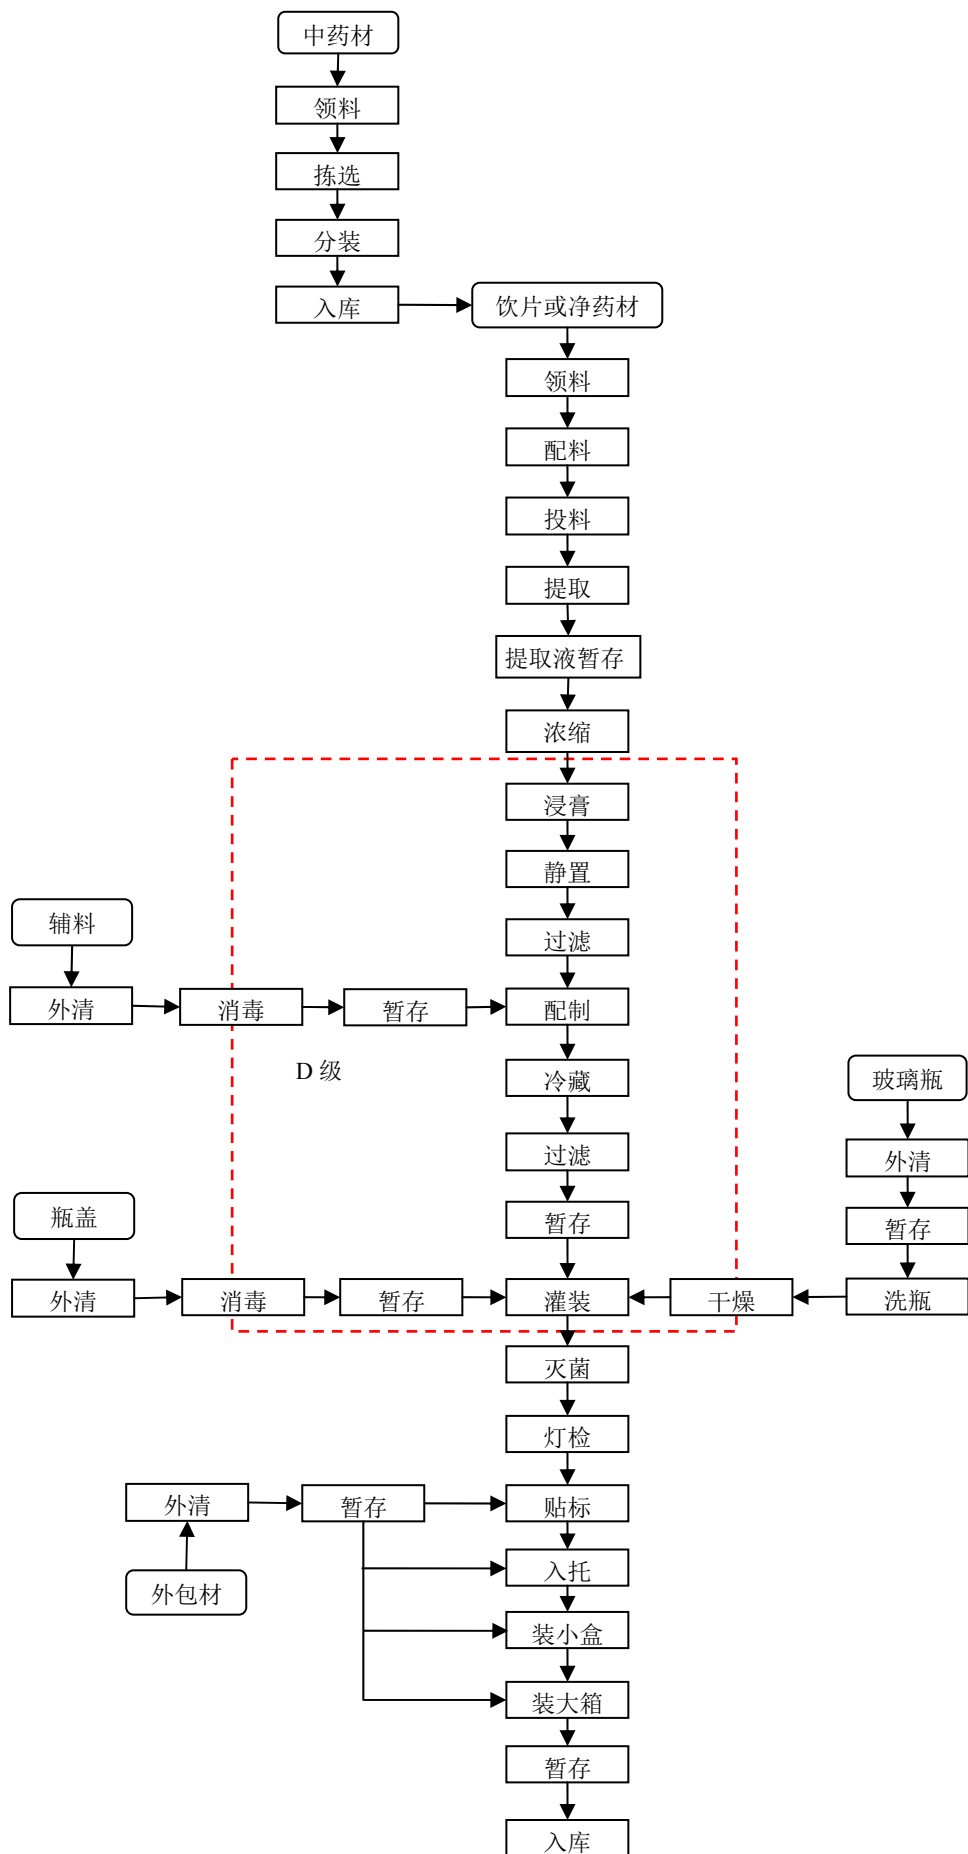 中药材
领料
拣选
分装
入库
饮片或净药材
领料
配料
投料
提取
提取液暂存
浓缩
浸膏
静置
过滤
辅料
外清
消毒
暂存
配制
D 级
冷藏
玻璃瓶
过滤
外清
瓶盖
暂存
暂存
外清
消毒
暂存
灌装
干燥
洗瓶
灭菌
灯检
外清
暂存
贴标
入托
外包材
装小盒
装大箱
暂存
入库